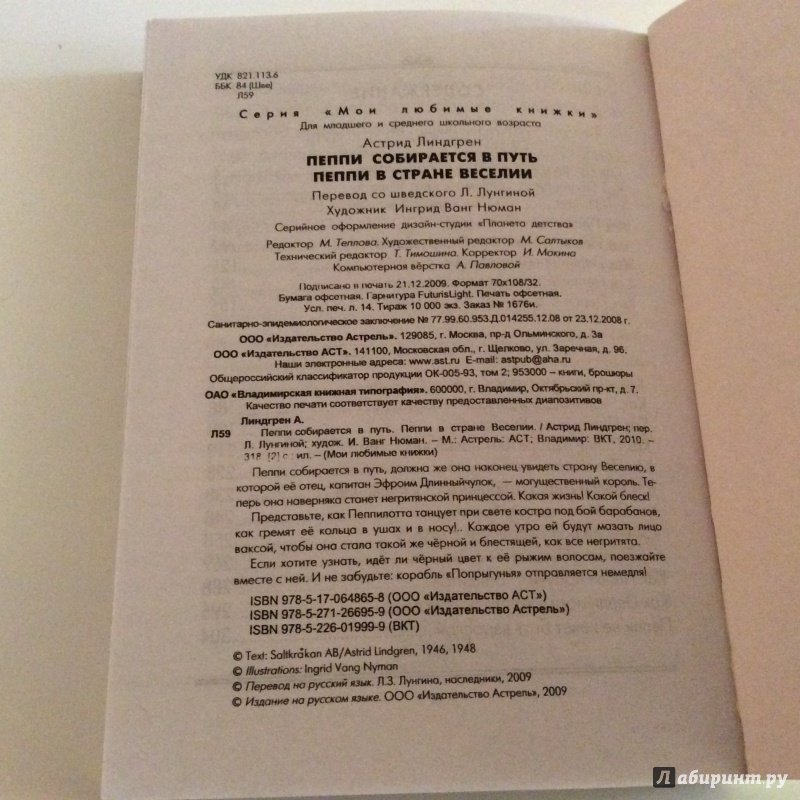 УДК 821.113.6
ББК 84 (Шве)
Л59
Серия «Мои любимые книжки»
Для младшего и среднего школьного возраста
Астрид Линдгрен
ПЕППИ СОБИРАЕТСЯ В ПУТЬ
ПЕППИ В СТРАНЕ ВЕСЕЛИИ
Перевод со шведского Л. Лунгиной
Художник Ингрид Ванг Нюман
Серийное оформление дизайн-студии «Планета детства»
Редактор М. Теплова. Художественный редактор М. Салтыков
Технический редактор Т. Тимошина. Корректор И. Мокина
Компьютерная вёрстка А. Павловой
Подписано в печать 21.12.2009. Формат 70х108/32.
Бумага офсетная. Гарнитура FuturisLight. Печать офсетная.
Усл. печ. л. 14. Тираж 10 000 экз. Заказ № 1676и.
Санитарно-эпидемиологическое заключение № 77.99.60.953.Д.014255.12.08 от 23.12.2008 г.
ООО «Издательство Астрель». 129085, г. Москва, пр-д Ольминского, д. 3а
ООО «Издательство АСТ». 141100, Московская обл., г. Щелково, ул. Заречная, д. 96.
Наши электронные адреса: www.ast.ru E-mail: astpub@aha.ru
Общероссийский классификатор продукции ОК-005-93, том 2; 953000 – книги, брошюры
ОАО «Владимирская книжная типография». 600000, г. Владимир, Октябрьский пр-кт, д. 7.
Качество печати соответствует качеству предоставленных диапозитивов
Линдгрен А.
Л59 Пеппи собирается в путь. Пеппи в стране Веселии. / Астрид Линдгрен; пер.
Л. Лунгиной; худож. И. Ванг Нюман. – М.: Астрель: АСТ; Владимир: ВКТ, 2010. –
318, [2] с.: ил. – (Мои любимые книжки)
Пеппи собирается в путь, должна же она наконец увидеть страну Веселию, в
которой её отец, капитан Эфроим Длинныйчулок, — могущественный король. Те-
перь она наверняка станет негритянской принцессой. Какая жизнь! Какой блеск!
Представьте, как Пеппилотта танцует при свете костра под бой барабанов,
как гремят её кольца в ушах и в носу!.. Каждое утро ей будут мазать лицо
ваксой, чтобы она стала такой же чёрной и блестящей, как все негритята.
Если хотите узнать, идёт ли чёрный цвет к её рыжим волосам, поезжайте
вместе с ней. И не забудьте: корабль «Попрыгунья» отправляется немедля!
ISBN 978-5-17-064865-8 (ООО «Издательство АСТ»)
ISBN 978-5-271-26695-9 (ООО «Издательство Астрель»)
ISBN 978-5-226-01999-9 (ВКТ)
© Text: Saltkråkan AB/Astrid Lindgren, 1946, 1948
© Illustrations: Ingrid Vang Nyman
© Перевод на русский язык. Л.З. Лунгина, наследники, 2009
© Издание на русском языке. ООО «Издательство Астрель», 2009
Лабиринт.ру